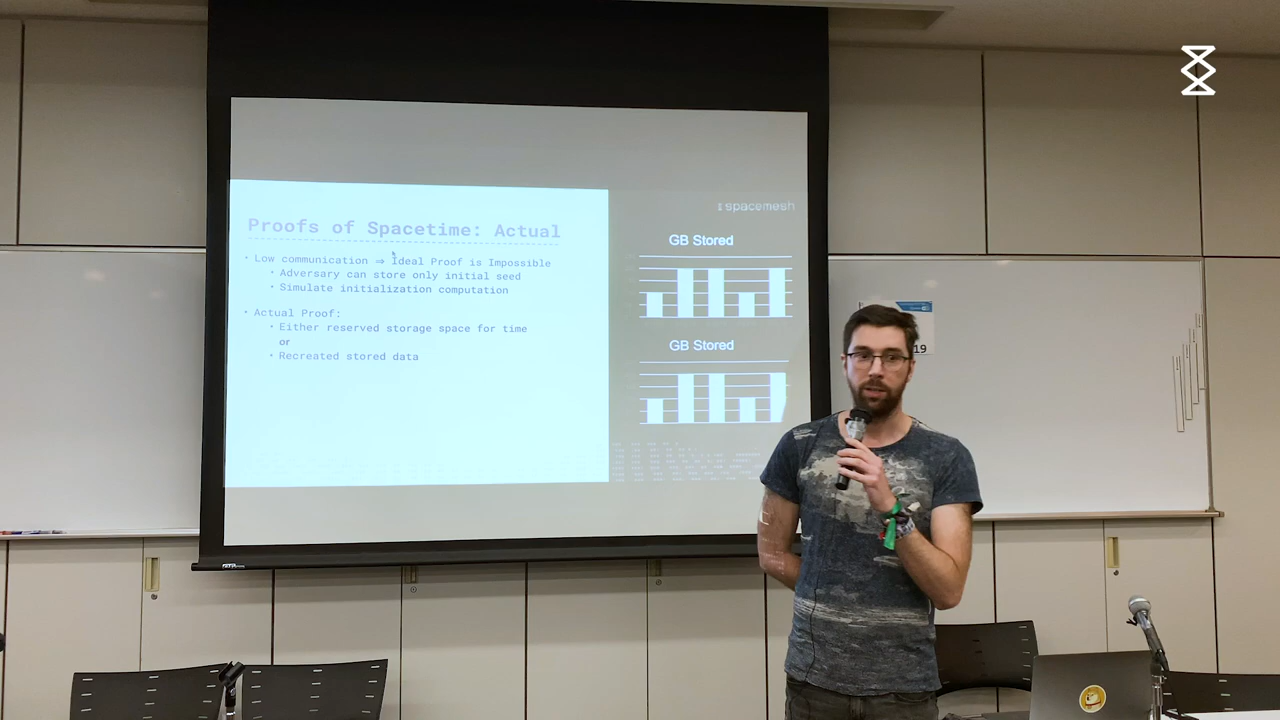 spacemesh
Proofs of Spacetime: Actual
• Low communication ⇒ Ideal Proof is Impossible
• Adversary can store only initial seed
• Simulate initialization computation
• Actual Proof:
• Either reserved storage space for time
or
• Recreated stored data
GB Stored
GB Stored
19